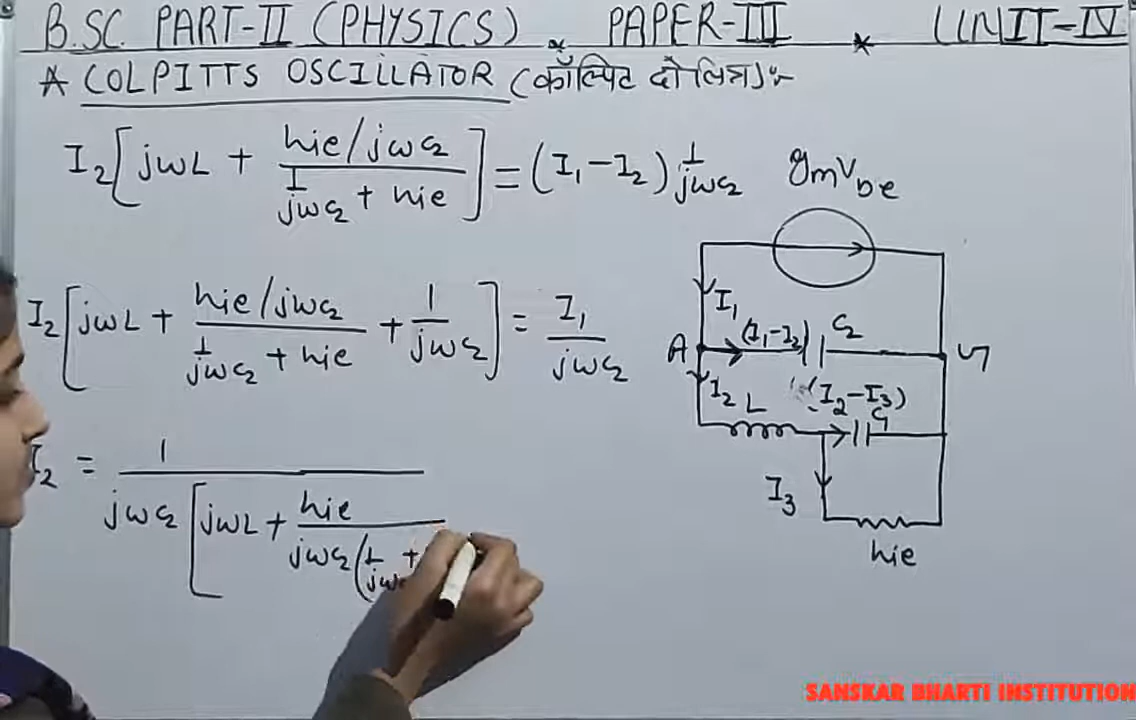 B.SC. PART-II (PHYSICS) * PAPER-III * UNIT-IV
* COLPITTS OSCILLATOR (कॉल्पिट दोलित्र):-
I₂[jωL + (hie/jωC₂)/(1/jωC₂ + hie)] = (I₁-I₂) 1/jωC₂
gmVbe
I₂[jωL + (hie/jωC₂)/(1/jωC₂ + hie) + 1/jωC₂] = I₁/jωC₂
I₂ = 1/jωC₂[jωL + hie/jωC₂(1/jω +
I₁
(I₁-I₂) C₂
A
G
I₂ L (I₂-I₃)
C₁
I₃
hie
SANSKAR BHARTI INSTITUTION